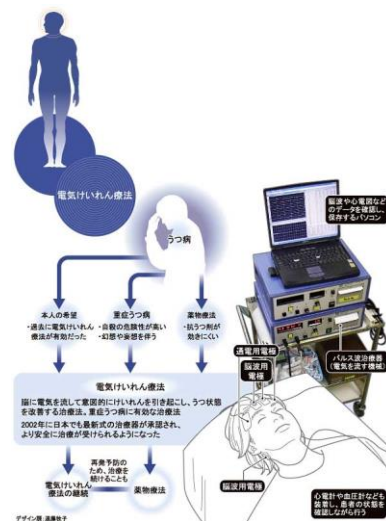 電気けいれん療法
うつ病
本人の希望
・過去に電気けいれん
療法が有効だった
重症うつ病
・自殺の危険性が高い
・幻想や妄想を伴う
薬物療法
・抗うつ剤が
効きにくい
電気けいれん療法
脳に電気を流して意図的にけいれんを引き起こし、うつ状態
を改善する治療法。重症うつ病に有効な治療法
2002年に日本でも最新式の治療器が承認され、
より安全に治療が受けられるようになった
再発予防の
ため、治療を
続けることも
電気けいれん
療法の継続
薬物療法
デザイン課・遠藤牧子
脳波や心電図など
のデータを確認し、
保存するパソコン
パルス波治療器
(電気を流す機械)
通電用電極
脳波用
電極
脳波用電極
心電計や血圧計なども
装着し、患者の状態を
確認しながら行う